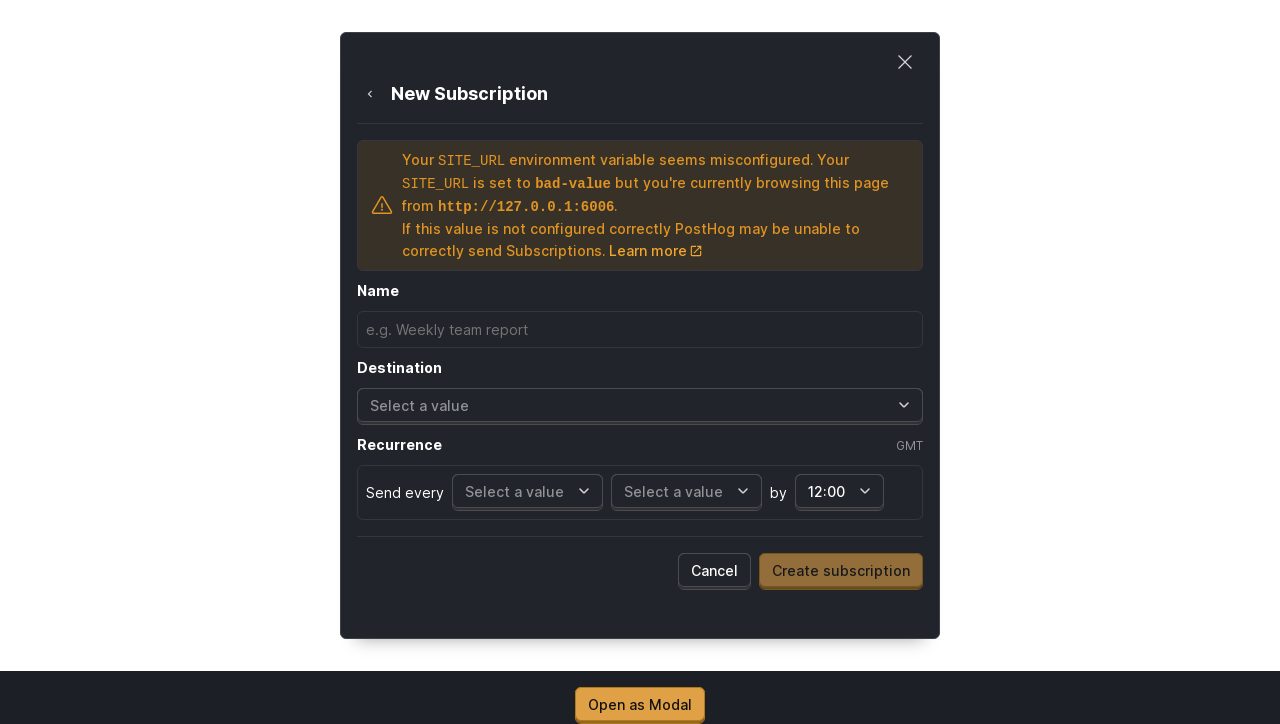 New Subscription
Your SITE_URL environment variable seems misconfigured. Your
SITE_URL is set to bad-value but you're currently browsing this page
from http://127.0.0.1:6006.
If this value is not configured correctly PostHog may be unable to
correctly send Subscriptions. Learn more
Name
e.g. Weekly team report
Destination
Select a value
Recurrence GMT
Send every Select a value Select a value by 12:00
Cancel Create subscription
Open as Modal